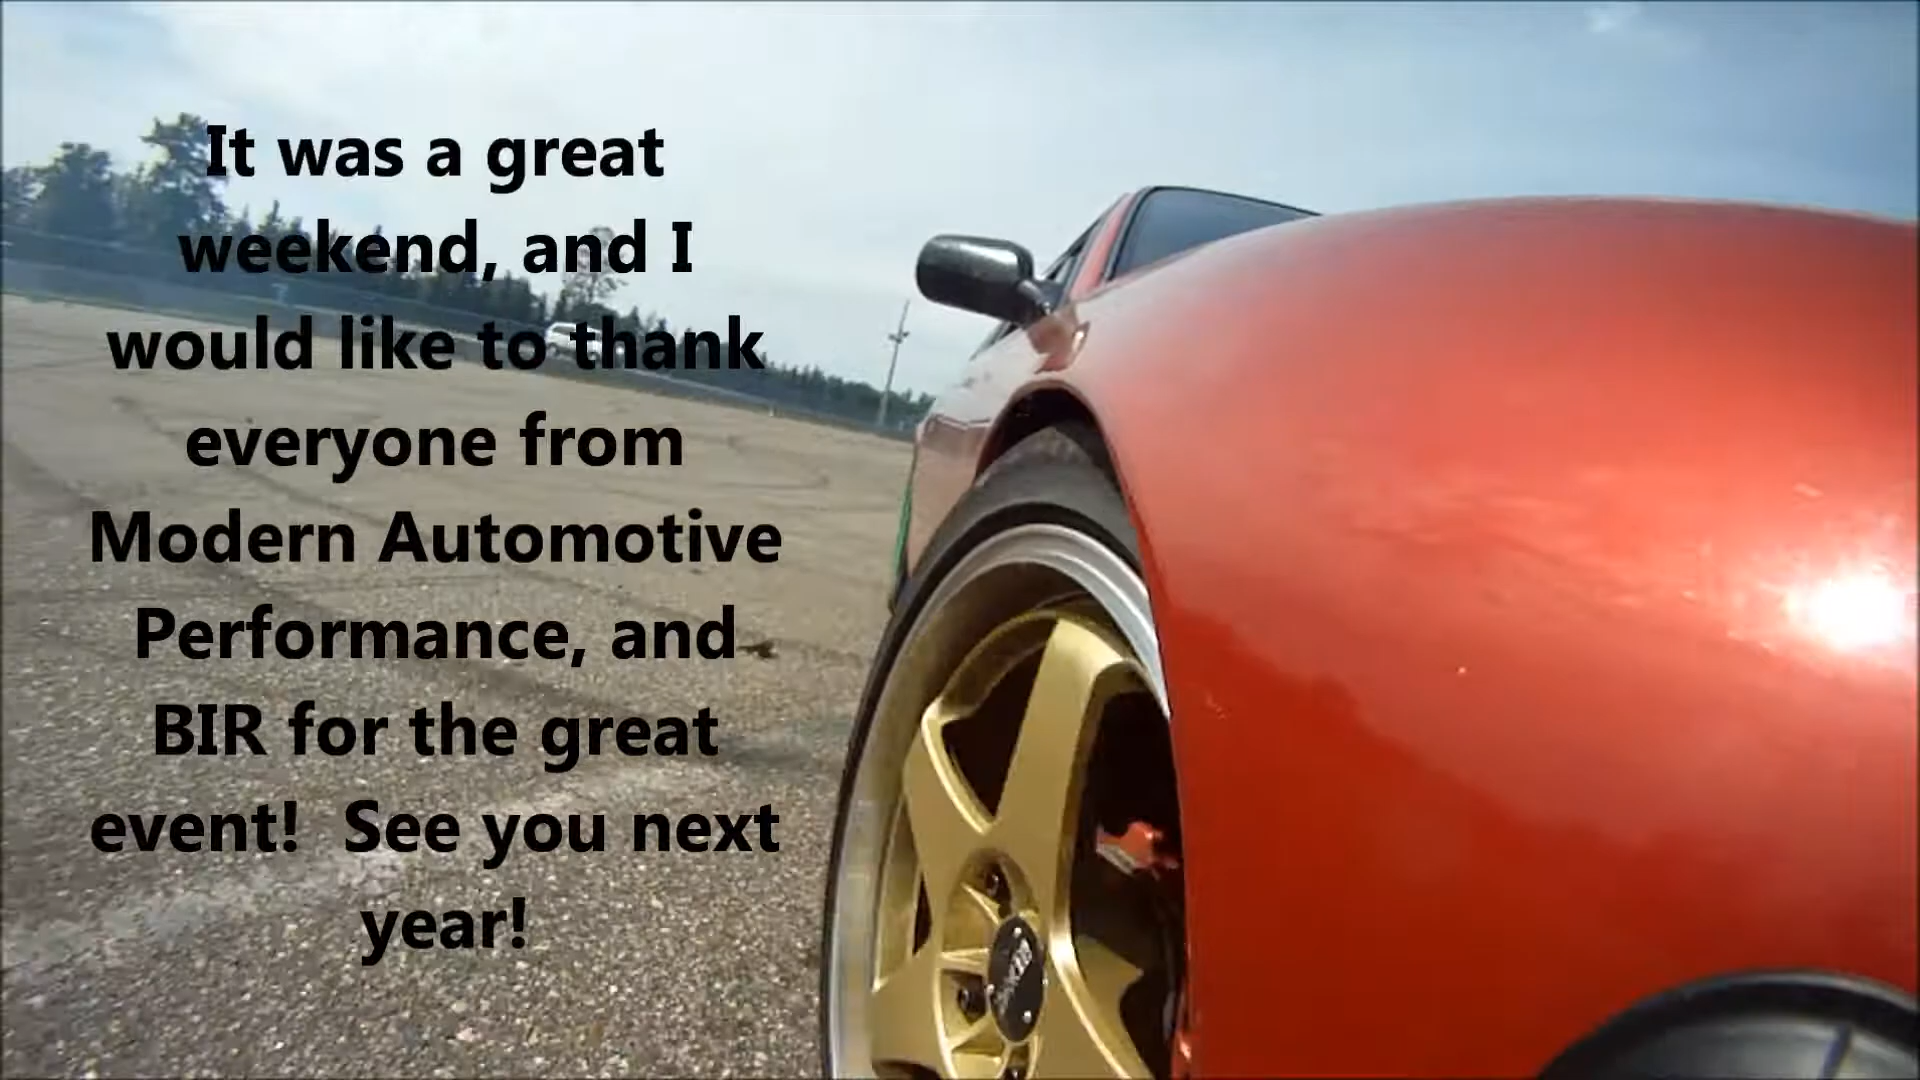 It was a great
weekend, and I
would like to thank
everyone from
Modern Automotive
Performance, and
BIR for the great
event!  See you next
year!